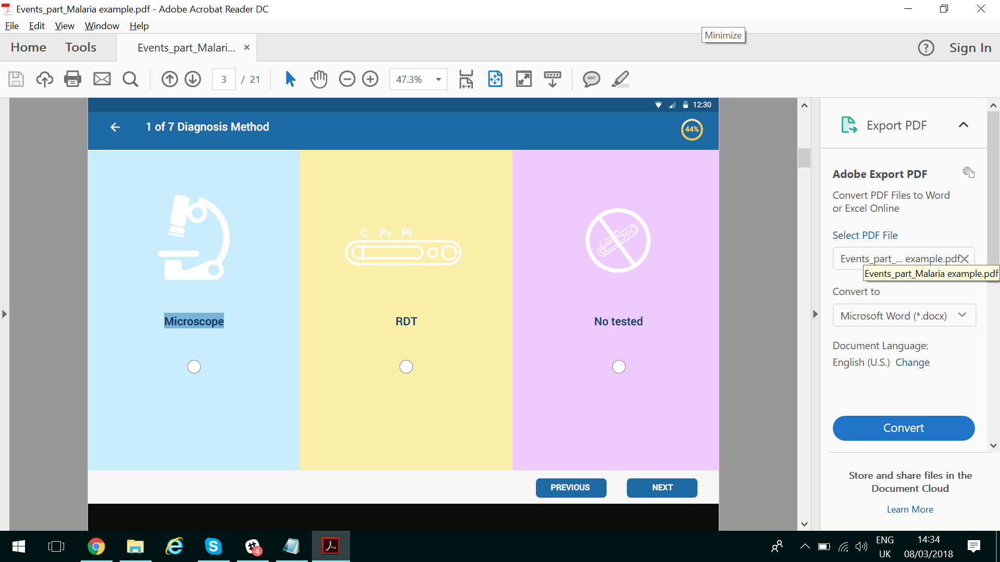 Events_part_Malaria example.pdf - Adobe Acrobat Reader DC
File Edit View Window Help
Minimize
Home Tools Events_part_Malari... × ? Sign In
3 / 21 47.3%
12:30
1 of 7 Diagnosis Method 44%
C Pv Pf
C Pv Pf
Microscope RDT No tested
PREVIOUS NEXT
Export PDF
Adobe Export PDF
Convert PDF Files to Word
or Excel Online
Select PDF File
Events_part_... example.pdf
Events_part_Malaria example.pdf
Convert to
Microsoft Word (*.docx)
Document Language:
English (U.S.) Change
Convert
Store and share files in the
Document Cloud
Learn More
4
ENG
UK
14:34
08/03/2018